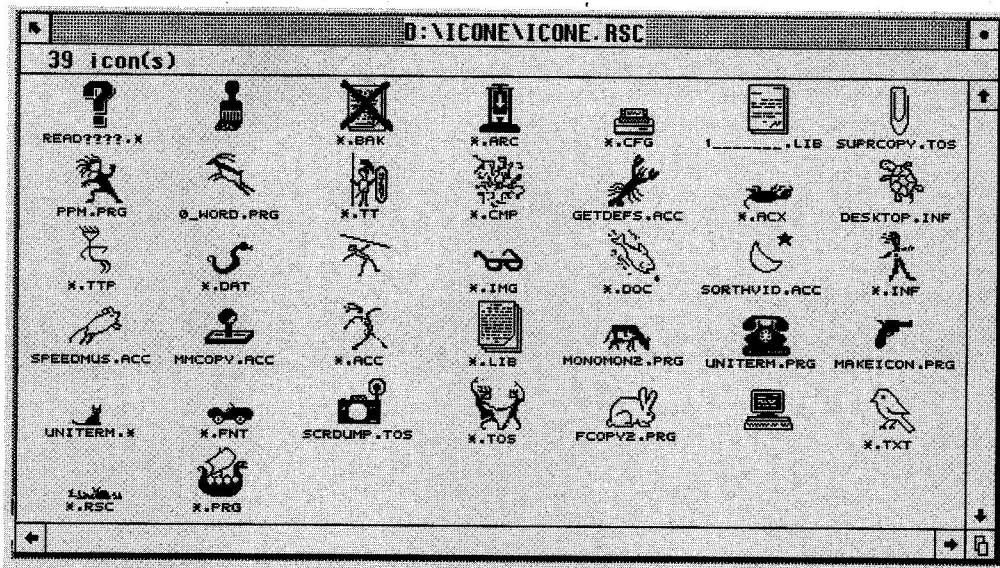 D:\ICONE\ICONE.RSC
39 icon(s)
READ????.* *.BAK *.ARC *.CFG 1_______.LIB SUPRCOPY.TOS
PPM.PRG 0_WORD.PRG *.TT *.CMP GETDEFS.ACC *.ACX DESKTOP.INF
*.TTP *.DAT *.IMG *.DOC SORTHVID.ACC *.INF
SPEEDMUS.ACC MMCOPY.ACC *.ACC *.LIB MONOMON2.PRG UNITERM.PRG MAKEICON.PRG
UNITERM.* *.FNT SCRDUMP.TOS *.TOS FCOPY2.PRG *.TXT
*.RSC *.PRG